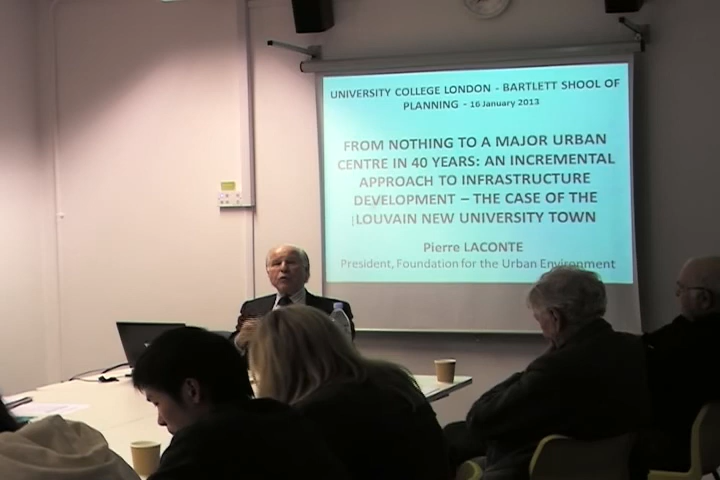 UNIVERSITY COLLEGE LONDON - BARTLETT SHOOL OF
PLANNING - 16 January 2013
FROM NOTHING TO A MAJOR URBAN
CENTRE IN 40 YEARS: AN INCREMENTAL
APPROACH TO INFRASTRUCTURE
DEVELOPMENT – THE CASE OF THE
LOUVAIN NEW UNIVERSITY TOWN
Pierre LACONTE
President, Foundation for the Urban Environment